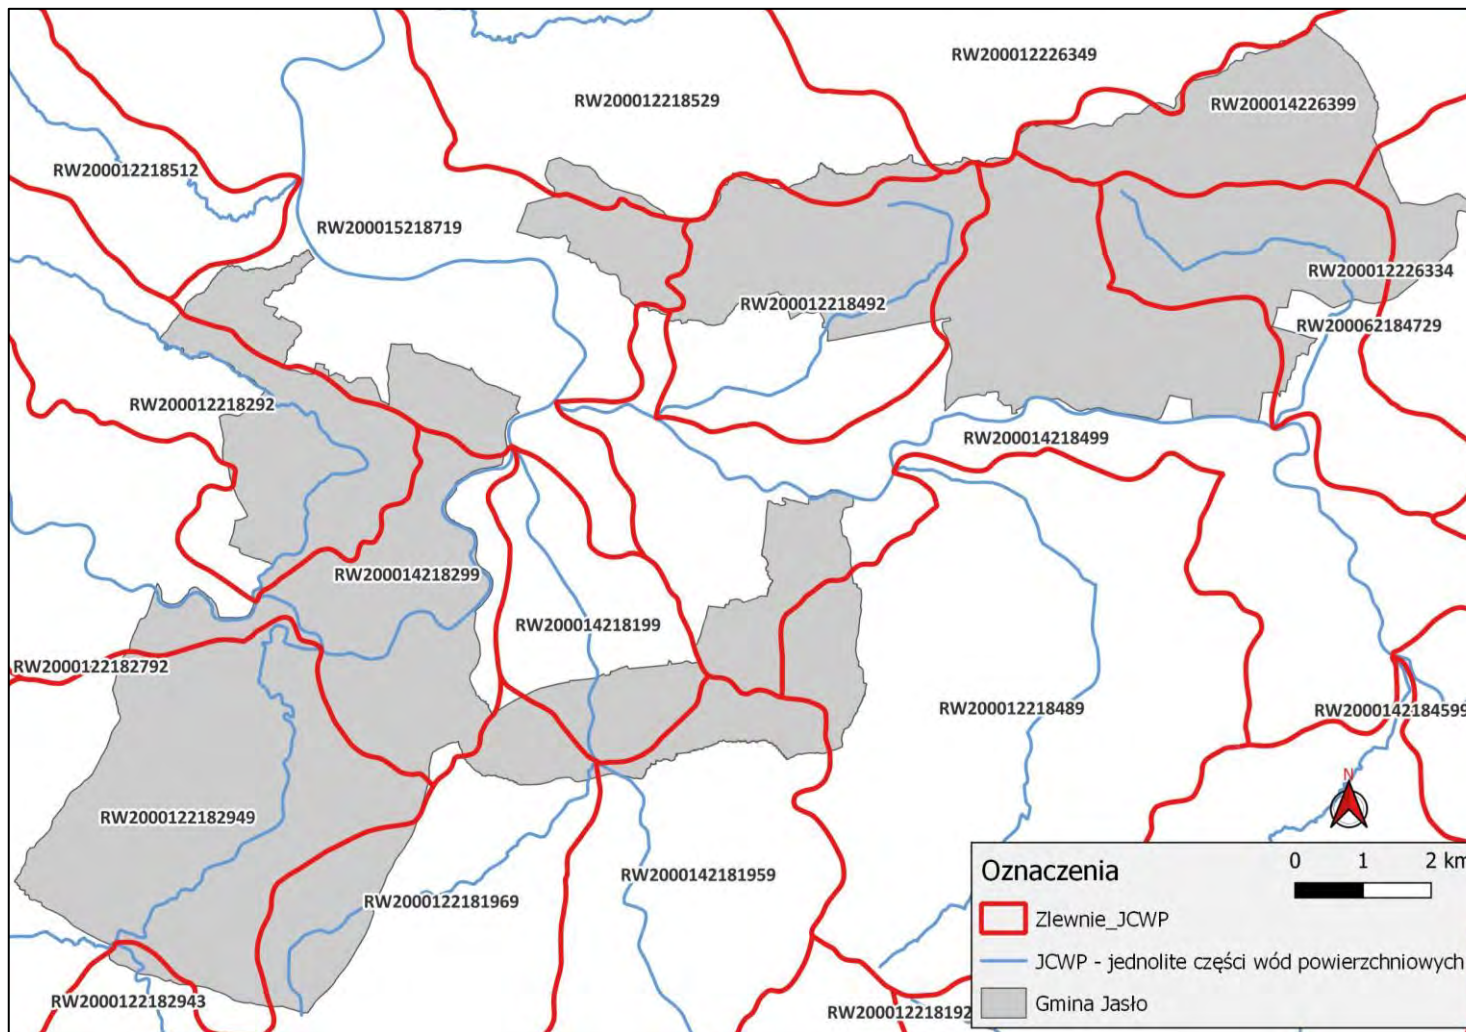 RW200012226349
RW200012218529
RW200014226399
RW200012218512
RW200015218719
RW200012226334
RW200012218492
RW200062184729
RW200012218292
RW200014218499
RW200014218299
RW200014218199
RW2000122182792
RW200012218489
RW2000142184599
N
RW2000122182949
RW2000142181959
RW2000122181969
RW2000122182943
RW2000122218192
Oznaczenia
0 1 2 km
Zlewnie_JCWP
JCWP - jednolite części wód powierzchniowych
Gmina Jasło